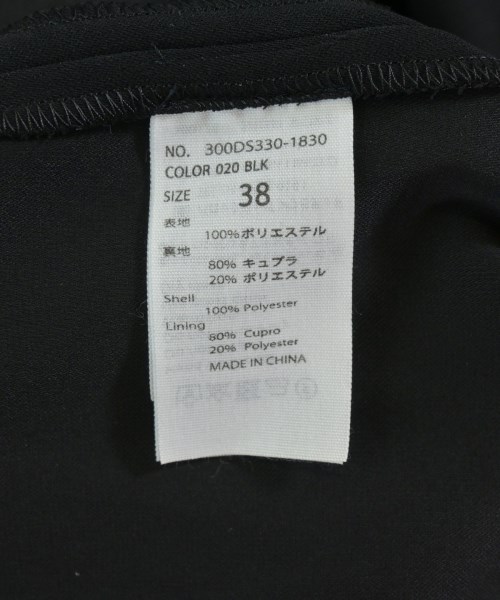 NO. 300DS330-1830
COLOR 020 BLK
SIZE 38
表地
100%ポリエステル
裏地
80% キュプラ
20% ポリエステル
Shell
100% Polyester
Lining
80% Cupro
20% Polyester
MADE IN CHINA